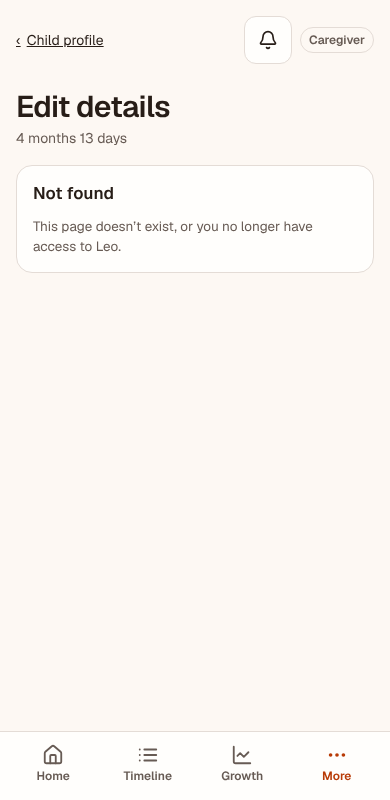 ‹ Child profile
Caregiver
Edit details
4 months 13 days
Not found
This page doesn’t exist, or you no longer have
access to Leo.
Home
Timeline
Growth
More